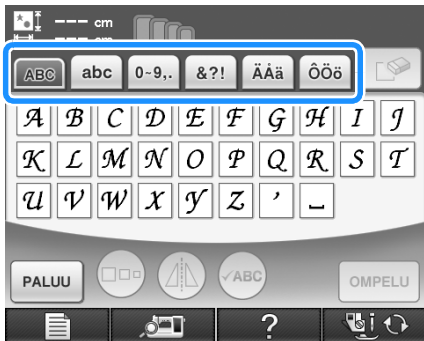 --- cm
--- cm
ABC abc 0~9,. &?! ÄÅä ÔÖö
A B C D E F G H I J
K L M N O P Q R S T
U V W X Y Z ’ ⎵
PALUU ✓ABC OMPELU
?